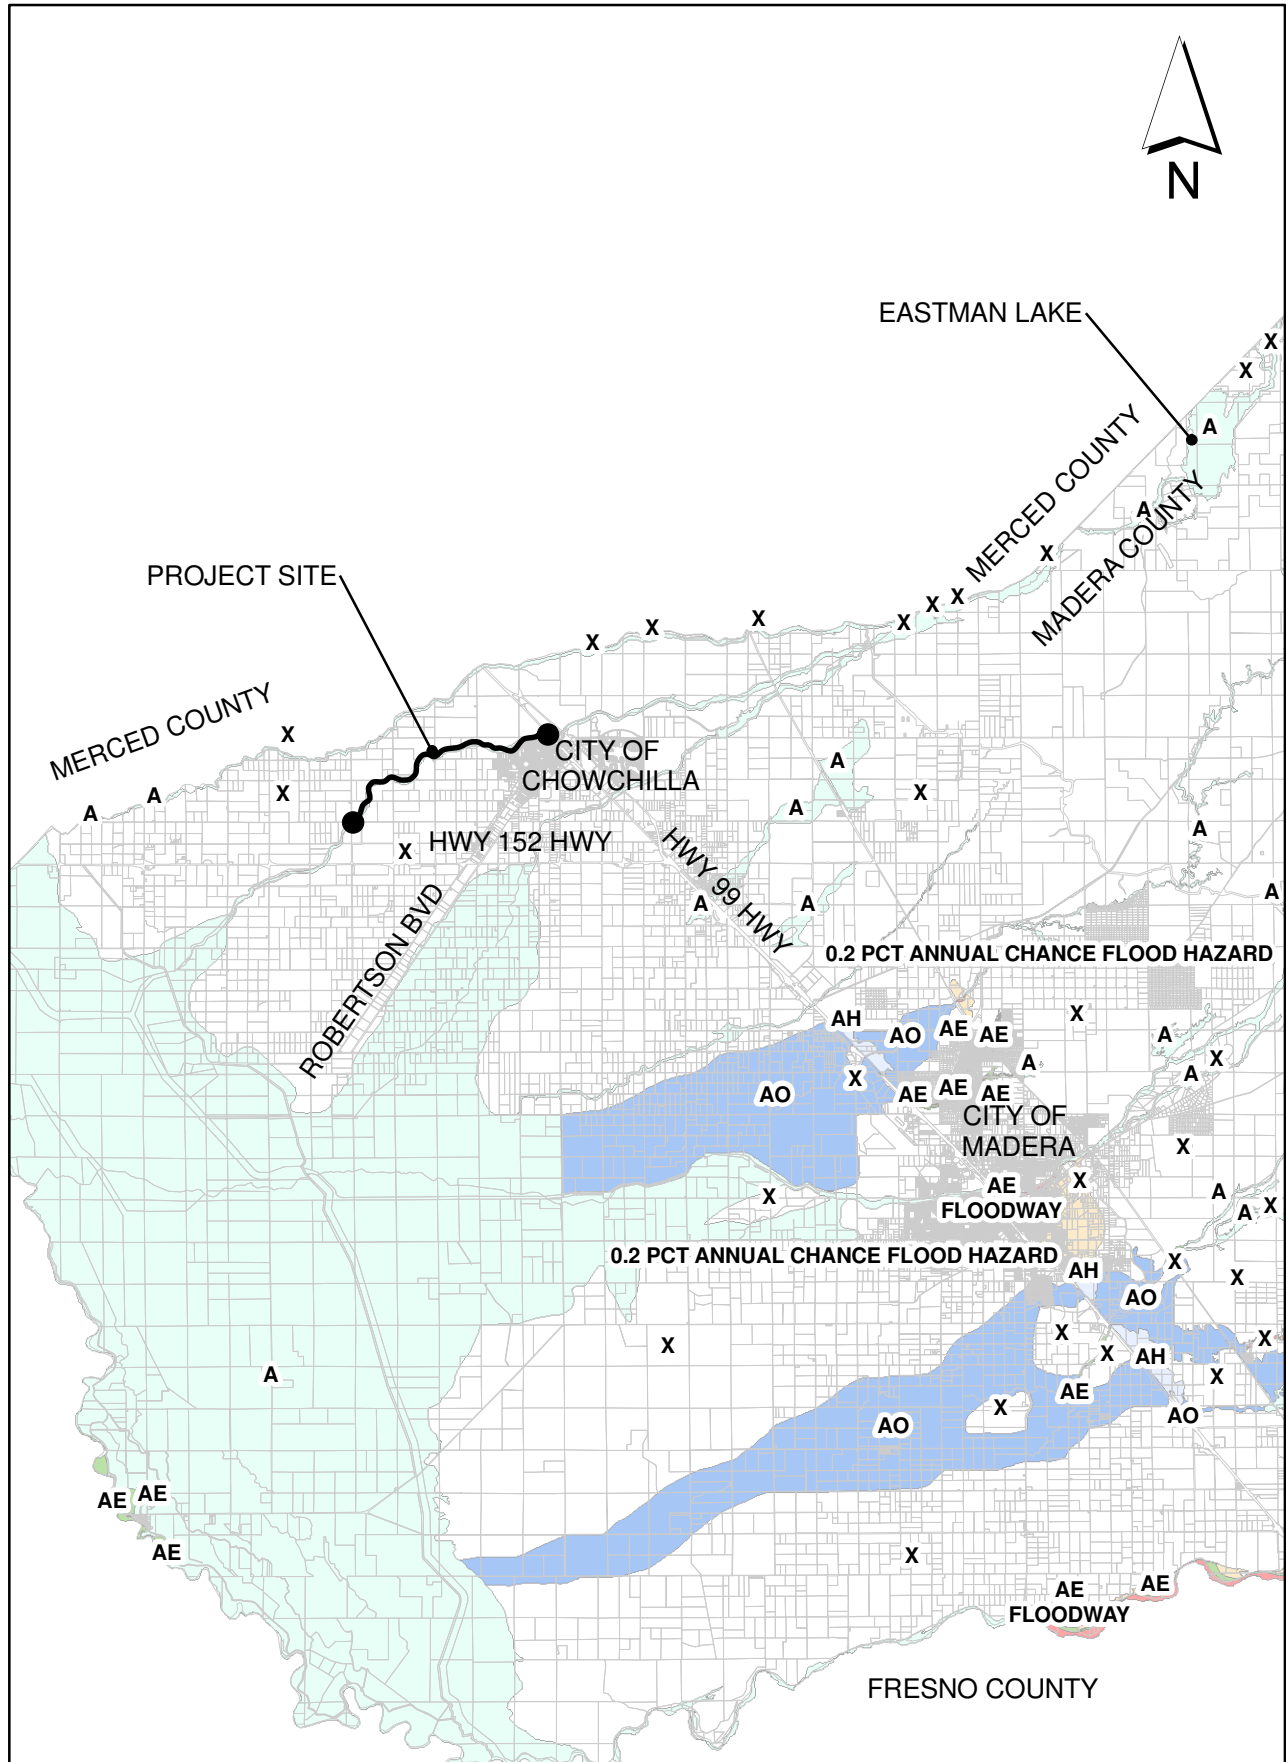 N
EASTMAN LAKE
X
X
A
MERCED COUNTY
A
MADERA COUNTY
X
PROJECT SITE
X
X
X
X
X
X
MERCED COUNTY
X
CITY OF
CHOWCHILLA
A
X
A
X
A
A
A
HWY 152 HWY
X
HWY 99 HWY
A
A
A
A
ROBERTSON BVD
0.2 PCT ANNUAL CHANCE FLOOD HAZARD
AH
AO
AE
AE
X
A
X
A
A
X
AO
AE
AE
AE
CITY OF
MADERA
X
AE
FLOODWAY
X
X
A
A
X
0.2 PCT ANNUAL CHANCE FLOOD HAZARD
AH
X
X
AO
X
X
X
X
AH
X
A
AE
X
AO
AO
AE
AE
AE
X
AE
AE
FLOODWAY
FRESNO COUNTY